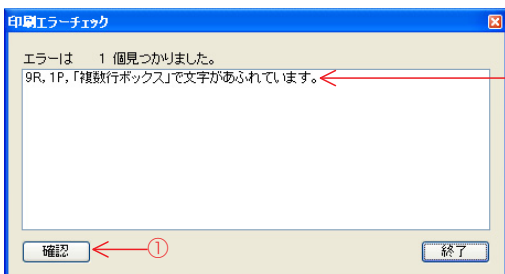 印刷エラーチェック
エラーは 1 個見つかりました。
9R, 1P,「複数行ボックス」で文字があふれています。
確認
①
終了